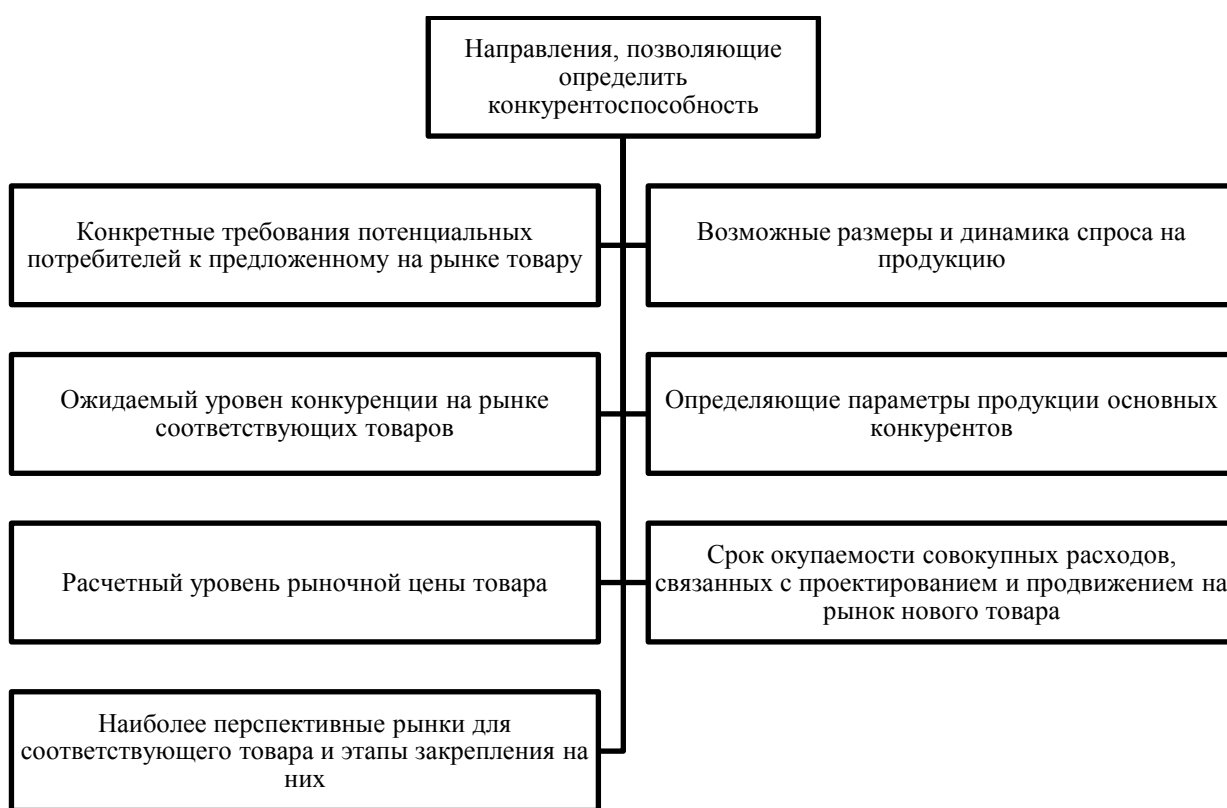 Направления, позволяющие
определить
конкурентоспособность
Конкретные требования потенциальных
потребителей к предложенному на рынке товару
Возможные размеры и динамика спроса на
продукцию
Ожидаемый уровен конкуренции на рынке
соответствующих товаров
Определяющие параметры продукции основных
конкурентов
Расчетный уровень рыночной цены товара
Срок окупаемости совокупных расходов,
связанных с проектированием и продвижением на
рынок нового товара
Наиболее перспективные рынки для
соответствующего товара и этапы закрепления на
них